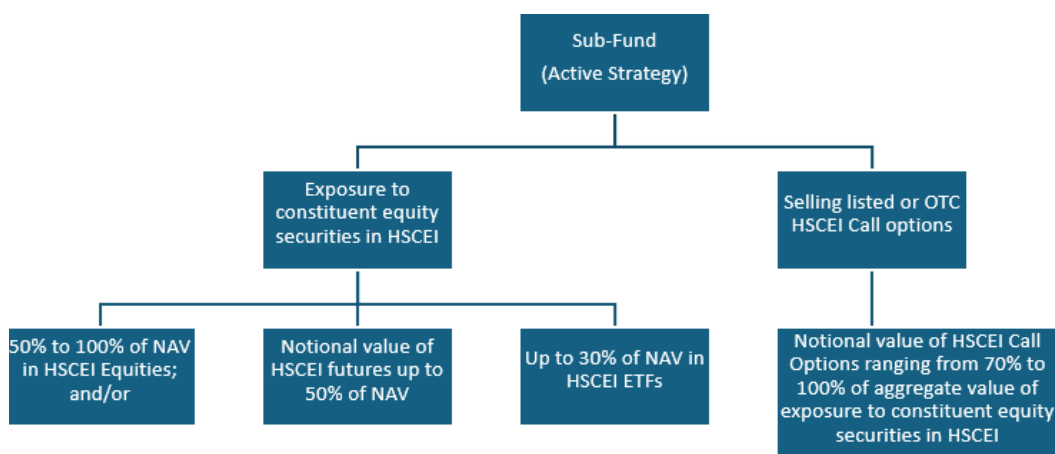 Sub-Fund
(Active Strategy)
Exposure to
constituent equity
securities in HSCEI
Selling listed or OTC
HSCEI Call options
50% to 100% of NAV
in HSCEI Equities;
and/or
Notional value of
HSCEI futures up to
50% of NAV
Up to 30% of NAV in
HSCEI ETFs
Notional value of HSCEI Call
Options ranging from 70% to
100% of aggregate value of
exposure to constituent equity
securities in HSCEI